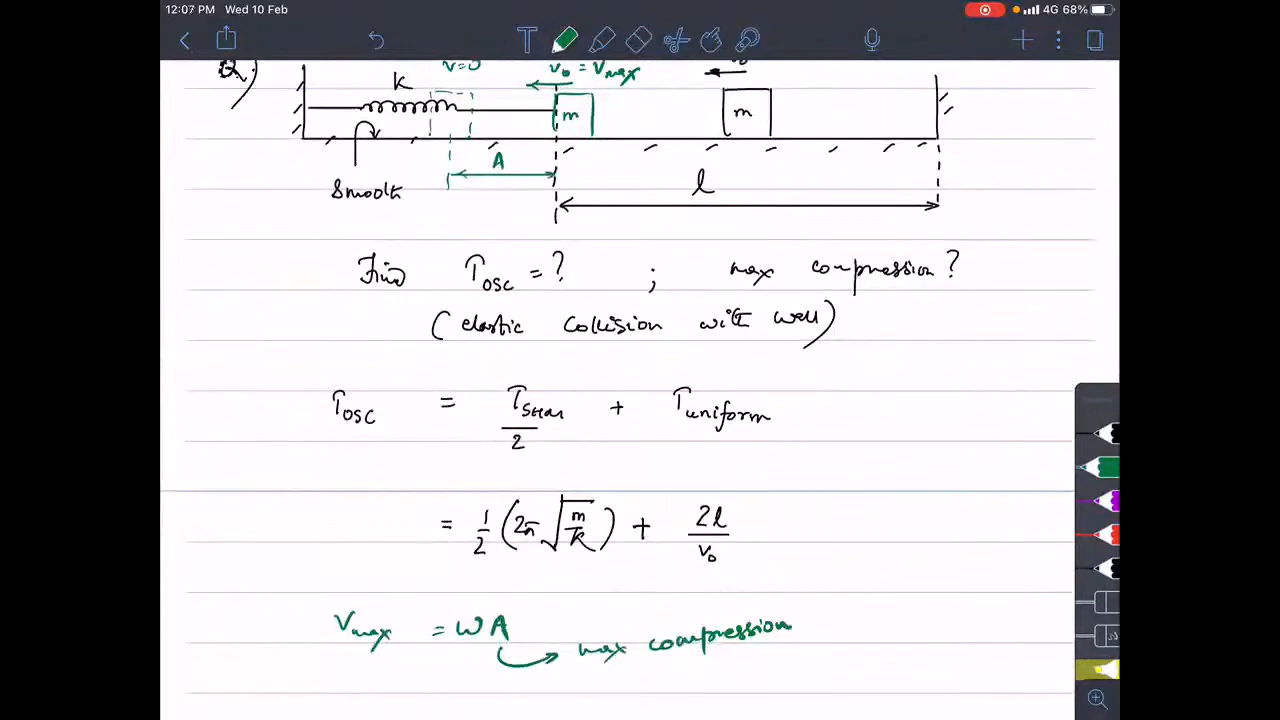 12:07 PM Wed 10 Feb 4G 68%
Q)
k v=0 v₀ = Vmax
m m
A
l
Smooth
Find Tosc = ? ; max compression?
(elastic collision with wall)
Tosc = TSHM/2 + Tuniform
= 1/2 (2π √(m/k)) + 2l/v₀
Vmax = ωA → max compression